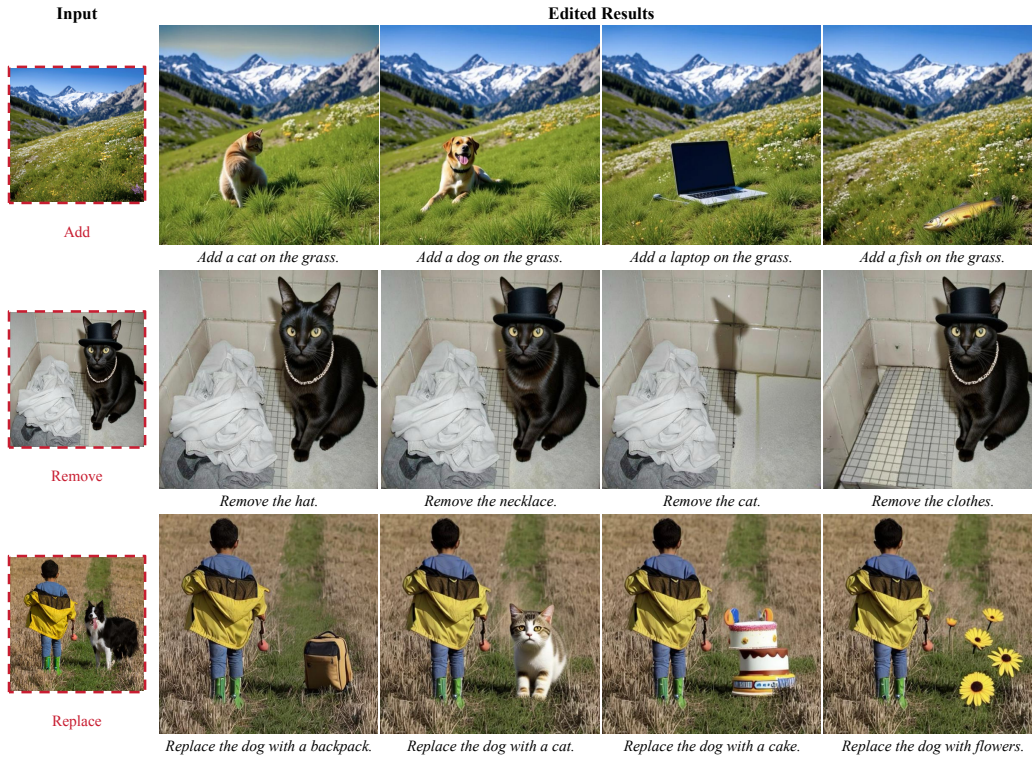 Input
Edited Results
Add
Add a cat on the grass.
Add a dog on the grass.
Add a laptop on the grass.
Add a fish on the grass.
Remove
Remove the hat.
Remove the necklace.
Remove the cat.
Remove the clothes.
Replace
Replace the dog with a backpack.
Replace the dog with a cat.
Replace the dog with a cake.
Replace the dog with flowers.